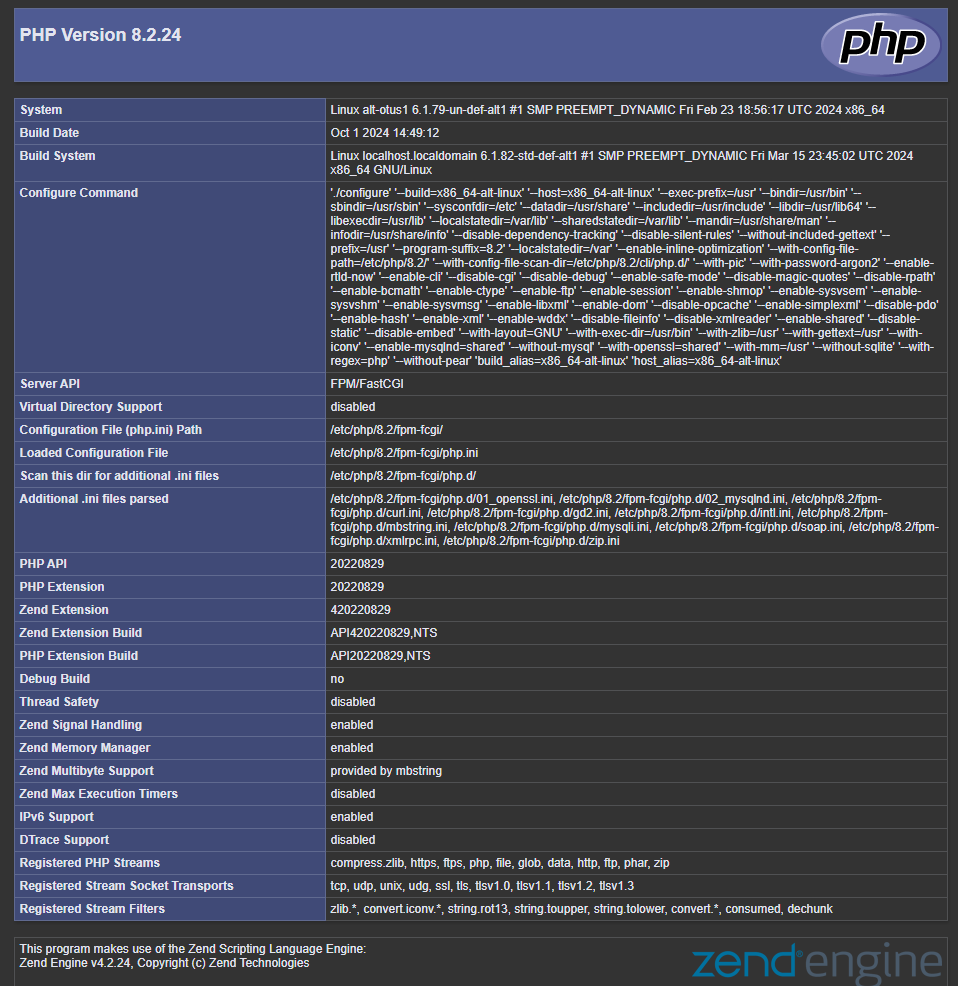 PHP Version 8.2.24
php
System Linux alt-otus1 6.1.79-un-def-alt1 #1 SMP PREEMPT_DYNAMIC Fri Feb 23 18:56:17 UTC 2024 x86_64
Build Date Oct 1 2024 14:49:12
Build System Linux localhost.localdomain 6.1.82-std-def-alt1 #1 SMP PREEMPT_DYNAMIC Fri Mar 15 23:45:02 UTC 2024
x86_64 GNU/Linux
Configure Command './configure' '--build=x86_64-alt-linux' '--host=x86_64-alt-linux' '--exec-prefix=/usr' '--bindir=/usr/bin' '--
sbindir=/usr/sbin' '--sysconfdir=/etc' '--datadir=/usr/share' '--includedir=/usr/include' '--libdir=/usr/lib64' '--
libexecdir=/usr/lib' '--localstatedir=/var/lib' '--sharedstatedir=/var/lib' '--mandir=/usr/share/man' '--
infodir=/usr/share/info' '--disable-dependency-tracking' '--disable-silent-rules' '--without-included-gettext' '--
prefix=/usr' '--program-suffix=8.2' '--localstatedir=/var' '--enable-inline-optimization' '--with-config-file-
path=/etc/php/8.2/' '--with-config-file-scan-dir=/etc/php/8.2/cli/php.d/' '--with-pic' '--with-password-argon2' '--enable-
rtld-now' '--enable-cli' '--disable-cgi' '--disable-debug' '--enable-safe-mode' '--disable-magic-quotes' '--disable-rpath'
'--enable-bcmath' '--enable-ctype' '--enable-ftp' '--enable-session' '--enable-shmop' '--enable-sysvsem' '--enable-
sysvshm' '--enable-sysvmsg' '--enable-libxml' '--enable-dom' '--disable-opcache' '--enable-simplexml' '--disable-pdo'
'--enable-hash' '--enable-xml' '--enable-wddx' '--disable-fileinfo' '--disable-xmlreader' '--enable-shared' '--disable-
static' '--disable-embed' '--with-layout=GNU' '--with-exec-dir=/usr/bin' '--with-zlib=/usr' '--with-gettext=/usr' '--with-
iconv' '--enable-mysqlnd=shared' '--without-mysql' '--with-openssl=shared' '--with-mm=/usr' '--without-sqlite' '--with-
regex=php' '--without-pear' 'build_alias=x86_64-alt-linux' 'host_alias=x86_64-alt-linux'
Server API FPM/FastCGI
Virtual Directory Support disabled
Configuration File (php.ini) Path /etc/php/8.2/fpm-fcgi/
Loaded Configuration File /etc/php/8.2/fpm-fcgi/php.ini
Scan this dir for additional .ini files /etc/php/8.2/fpm-fcgi/php.d/
Additional .ini files parsed /etc/php/8.2/fpm-fcgi/php.d/01_openssl.ini, /etc/php/8.2/fpm-fcgi/php.d/02_mysqlnd.ini, /etc/php/8.2/fpm-
fcgi/php.d/curl.ini, /etc/php/8.2/fpm-fcgi/php.d/gd2.ini, /etc/php/8.2/fpm-fcgi/php.d/intl.ini, /etc/php/8.2/fpm-
fcgi/php.d/mbstring.ini, /etc/php/8.2/fpm-fcgi/php.d/mysqli.ini, /etc/php/8.2/fpm-fcgi/php.d/soap.ini, /etc/php/8.2/fpm-
fcgi/php.d/xmlrpc.ini, /etc/php/8.2/fpm-fcgi/php.d/zip.ini
PHP API 20220829
PHP Extension 20220829
Zend Extension 420220829
Zend Extension Build API420220829,NTS
PHP Extension Build API20220829,NTS
Debug Build no
Thread Safety disabled
Zend Signal Handling enabled
Zend Memory Manager enabled
Zend Multibyte Support provided by mbstring
Zend Max Execution Timers disabled
IPv6 Support enabled
DTrace Support disabled
Registered PHP Streams compress.zlib, https, ftps, php, file, glob, data, http, ftp, phar, zip
Registered Stream Socket Transports tcp, udp, unix, udg, ssl, tls, tlsv1.0, tlsv1.1, tlsv1.2, tlsv1.3
Registered Stream Filters zlib.*, convert.iconv.*, string.rot13, string.toupper, string.tolower, convert.*, consumed, dechunk
This program makes use of the Zend Scripting Language Engine:
Zend Engine v4.2.24, Copyright (c) Zend Technologies
zend engine